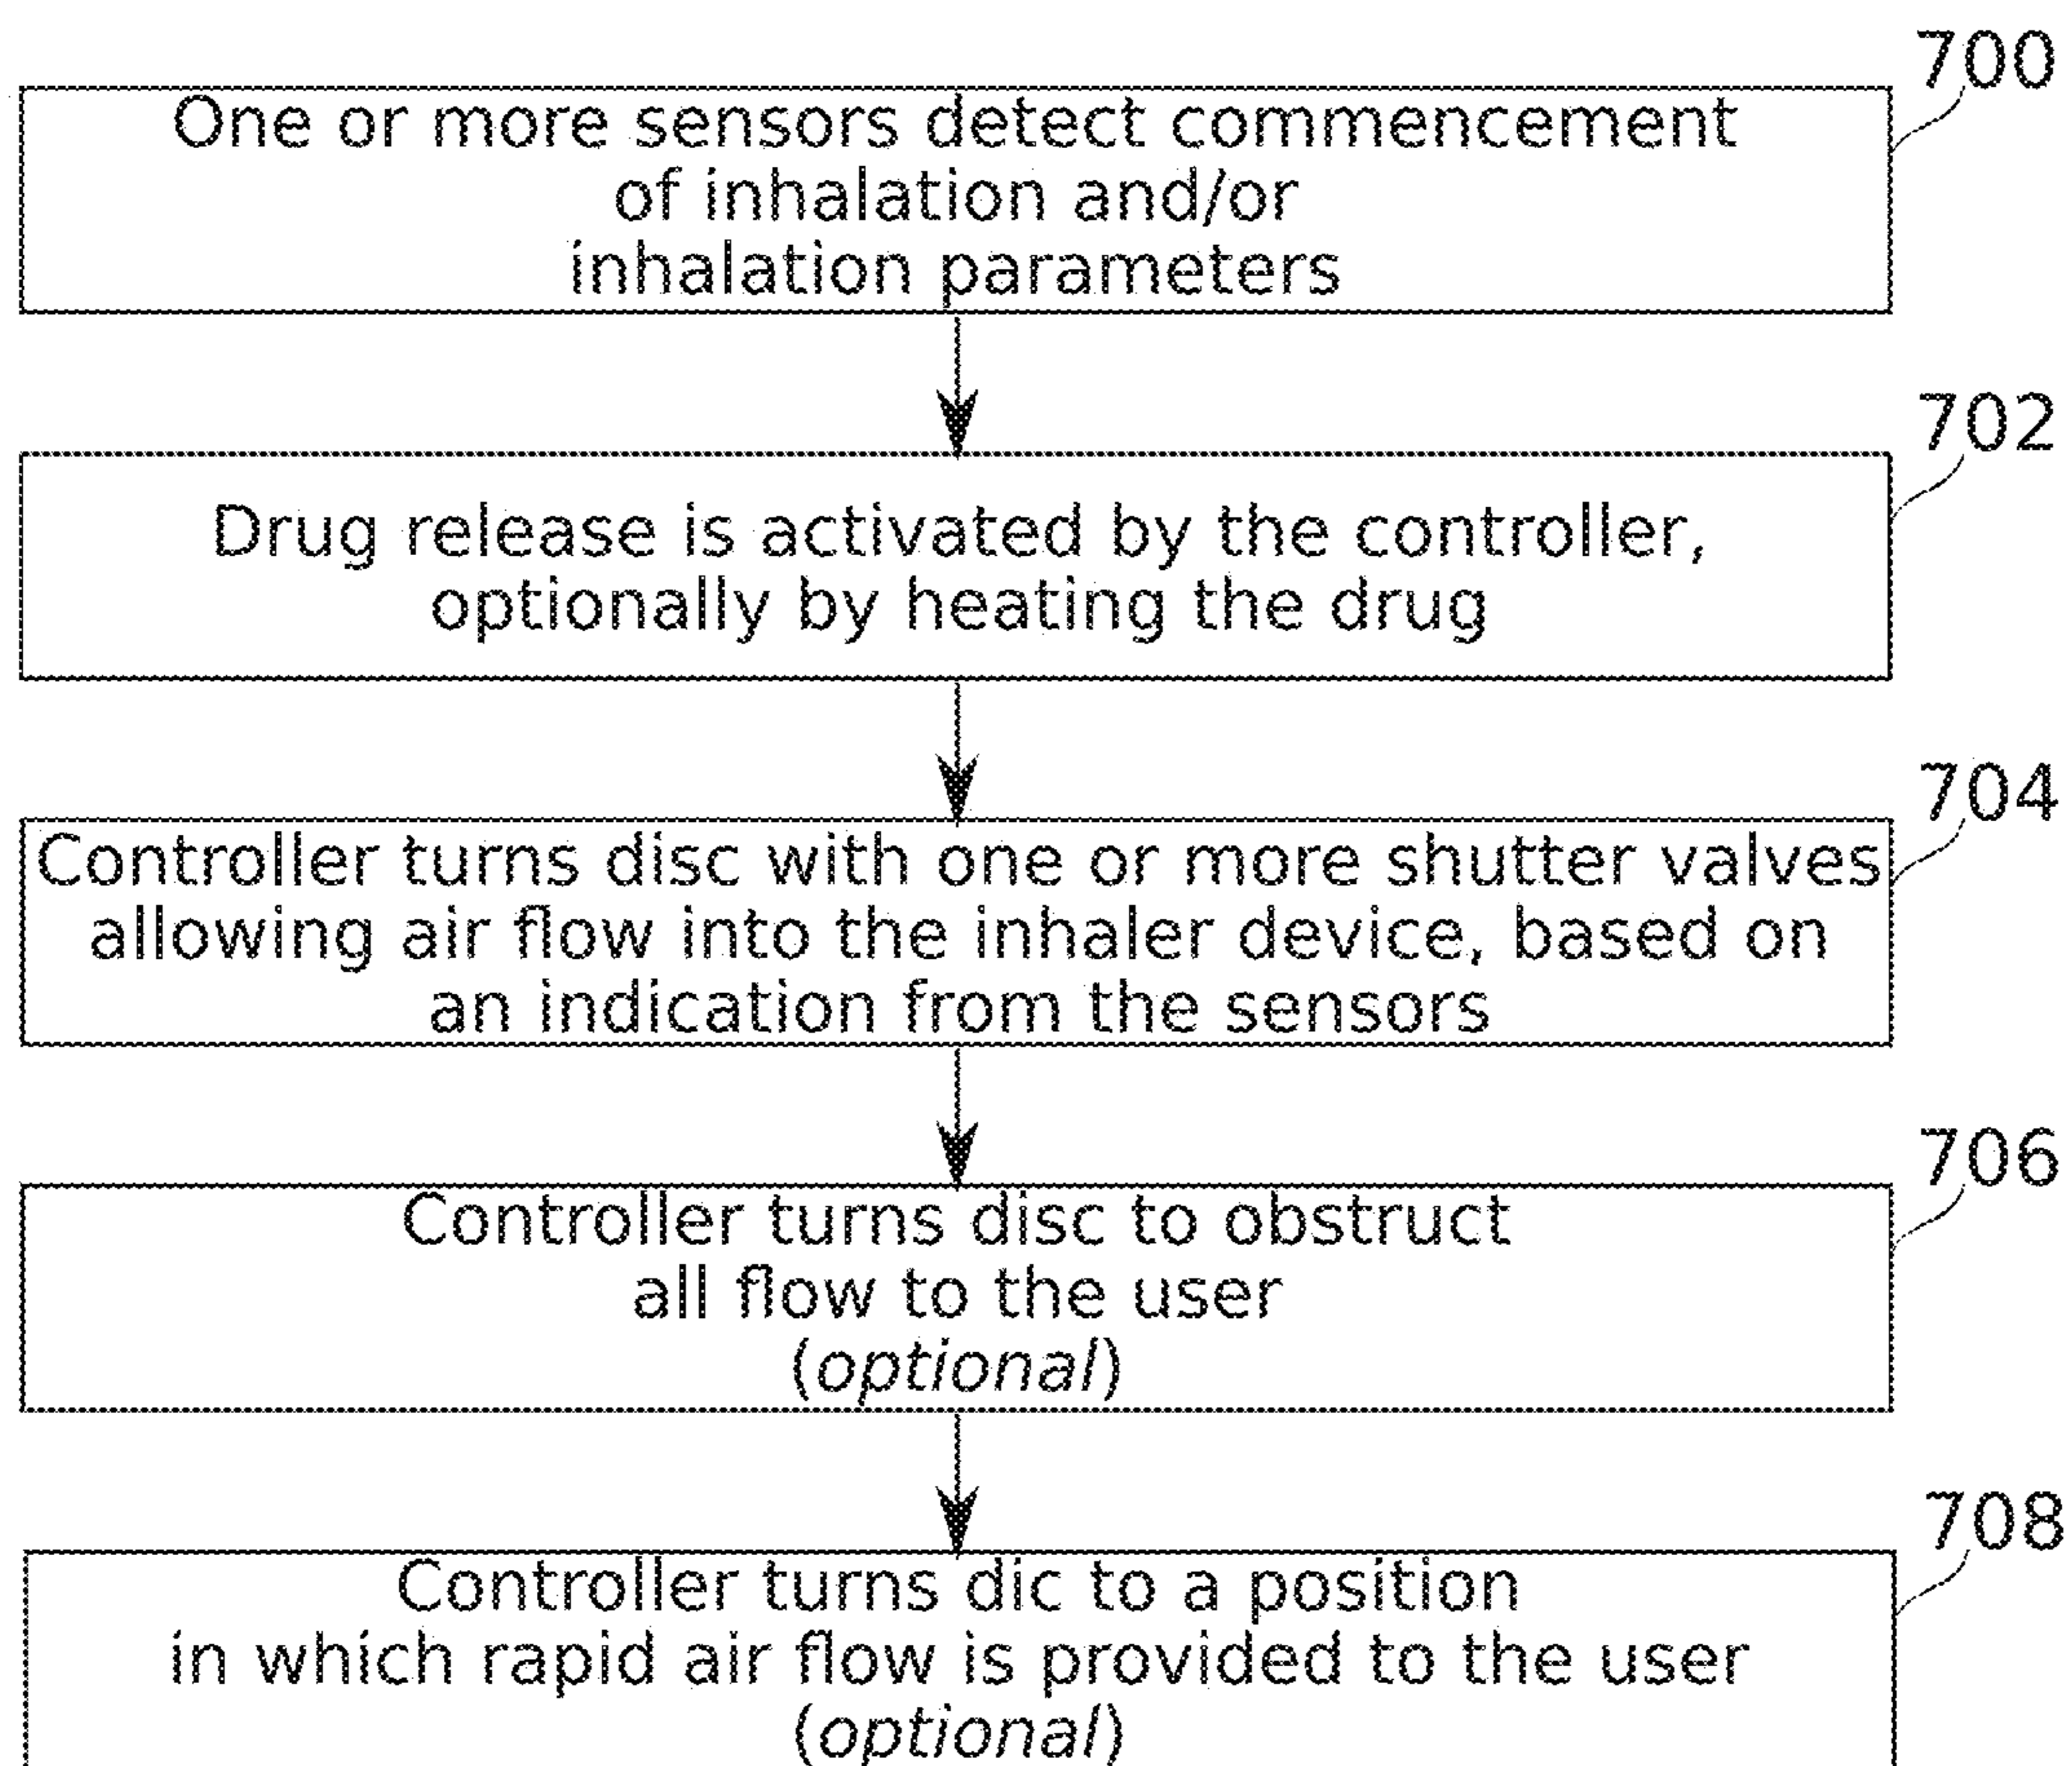 700
One or more sensors detect commencement
of inhalation and/or
inhalation parameters
702
Drug release is activated by the controller,
optionally by heating the drug
704
Controller turns disc with one or more shutter valves
allowing air flow into the inhaler device, based on
an indication from the sensors
706
Controller turns disc to obstruct
all flow to the user
(optional)
708
Controller turns dic to a position
in which rapid air flow is provided to the user
(optional)